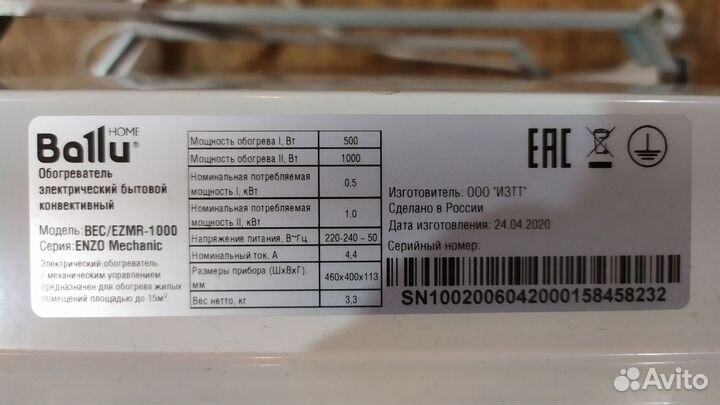 Ballu® HOME
Обогреватель
электрический бытовой
конвективный
Модель: BEC/EZMR-1000
Серия: ENZO Mechanic
Электрический обогреватель
с механическим управлением
предназначен для обогрева жилых
помещений площадью до 15м²
Мощность обогрева I, Вт 500
Мощность обогрева II, Вт 1000
Номинальная потребляемая
мощность I, кВт 0,5
Номинальная потребляемая
мощность II, кВт 1,0
Напряжение питания, В~Гц 220-240 ~ 50
Номинальный ток, А 4,4
Размеры прибора (ШxВxГ),
мм 460x400x113
Вес нетто, кг 3,3
EAC
Изготовитель: ООО "ИЗТТ"
Сделано в России
Дата изготовления: 24.04.2020
Серийный номер:
SN1002006042000158458232
Avito